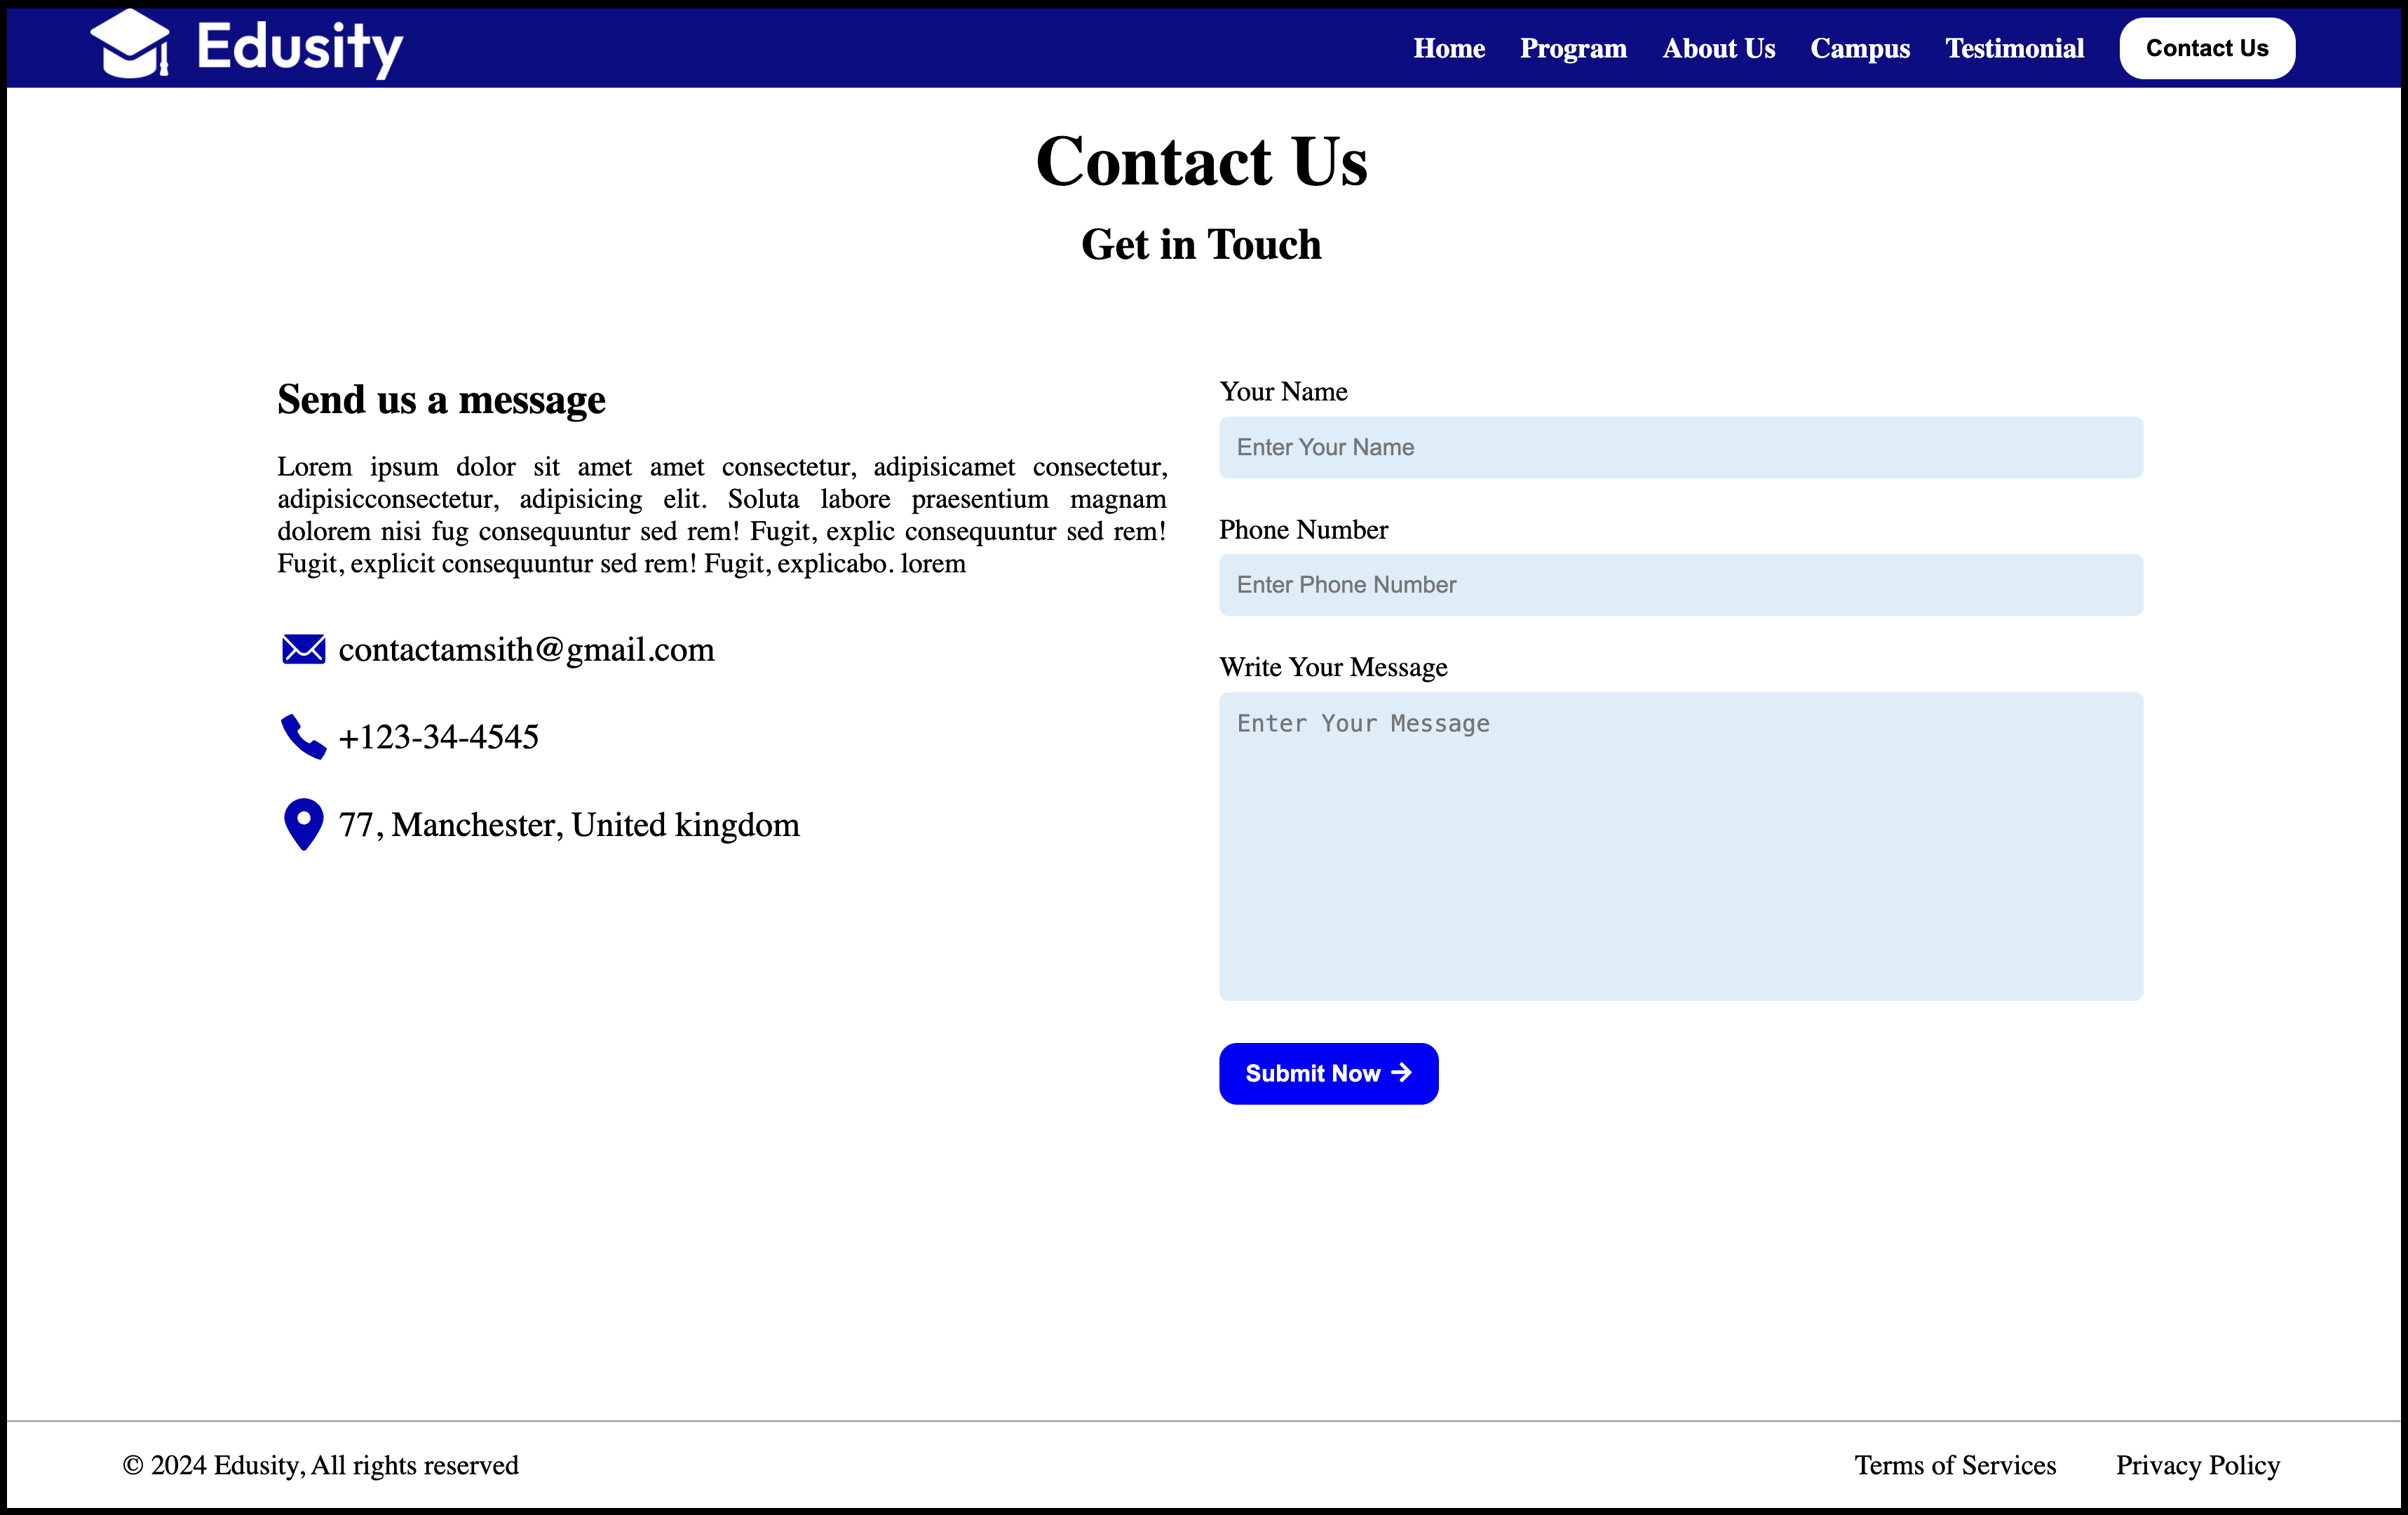 Edusity
Home Program About Us Campus Testimonial Contact Us
Contact Us
Get in Touch
Send us a message
Lorem ipsum dolor sit amet amet consectetur, adipisicamet consectetur,
adipisicconsectetur, adipisicing elit. Soluta labore praesentium magnam
dolorem nisi fug consequuntur sed rem! Fugit, explic consequuntur sed rem!
Fugit, explicit consequuntur sed rem! Fugit, explicabo. lorem
contactamsith@gmail.com
+123-34-4545
77, Manchester, United kingdom
Your Name
Enter Your Name
Phone Number
Enter Phone Number
Write Your Message
Enter Your Message
Submit Now
© 2024 Edusity, All rights reserved
Terms of Services Privacy Policy